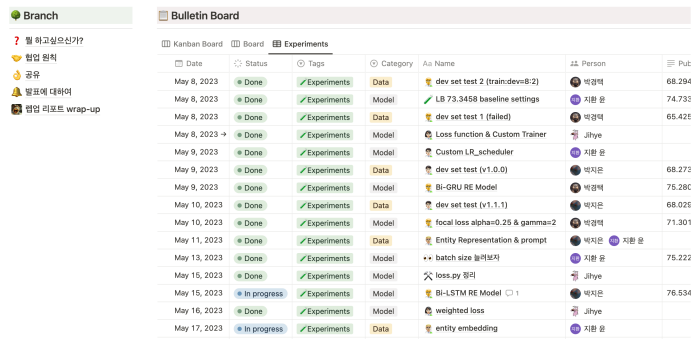 Branch
뭘 하고싶으신가?
협업 원칙
공유
발표에 대하여
랩업 리포트 wrap-up
Bulletin Board
Kanban Board Board Experiments
Date Status Tags Category Aa Name Person Pub
May 8, 2023 Done Experiments Data dev set test 2 (train:dev=8:2) 박경택 68.294
May 8, 2023 Done Experiments Model LB 73.3458 baseline settings 지환 윤 74.733
May 8, 2023 Done Experiments Data dev set test 1 (failed) 박경택 65.425
May 8, 2023 → Done Experiments Model Loss function & Custom Trainer Jihye
May 9, 2023 Done Experiments Model Custom LR_scheduler 지환 윤
May 9, 2023 Done Experiments Data dev set test (v1.0.0) 박지은 68.273
May 9, 2023 Done Experiments Model Bi-GRU RE Model 박경택 75.280
May 10, 2023 Done Experiments Data dev set test (v1.1.1) 박지은 68.029
May 10, 2023 Done Experiments Model focal loss alpha=0.25 & gamma=2 박경택 71.301
May 11, 2023 Done Experiments Data Entity Representation & prompt 박지은 지환 윤
May 13, 2023 Done Experiments Model batch size 늘려보자 지환 윤 75.222
May 15, 2023 Done Experiments Model loss.py 정리 Jihye
May 15, 2023 In progress Experiments Model Bi-LSTM RE Model 1 박지은 76.534
May 16, 2023 Done Experiments Model weighted loss Jihye
May 17, 2023 In progress Experiments Data entity embedding 지환 윤